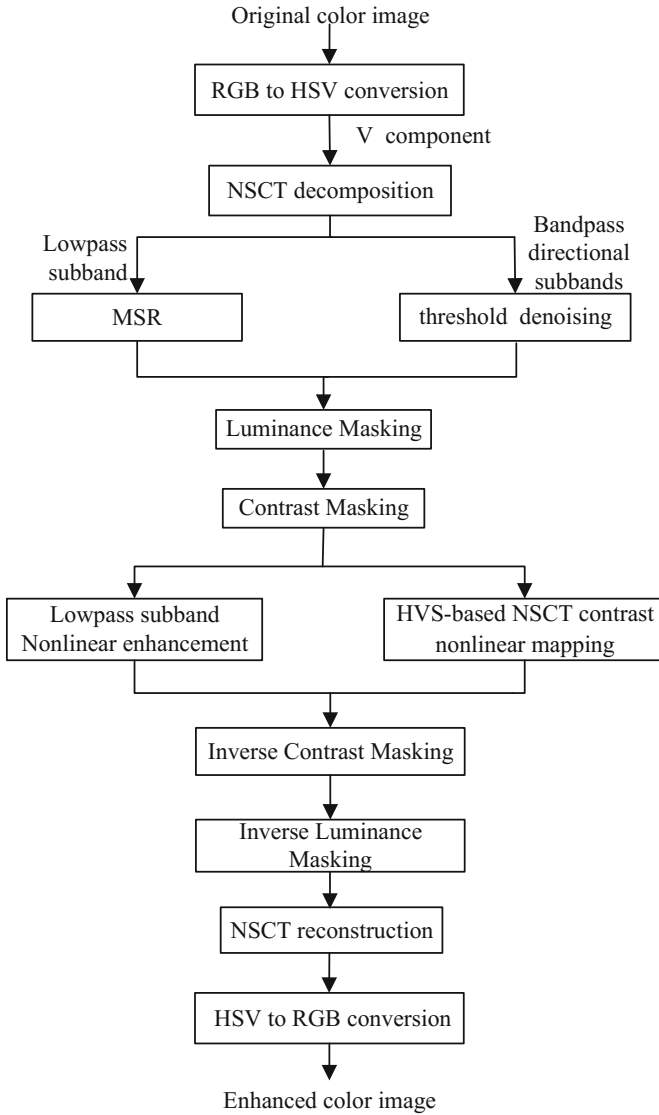 Original color image
RGB to HSV conversion
V component
NSCT decomposition
Lowpass
subband
Bandpass
directional
subbands
MSR
threshold denoising
Luminance Masking
Contrast Masking
Lowpass subband
Nonlinear enhancement
HVS-based NSCT contrast
nonlinear mapping
Inverse Contrast Masking
Inverse Luminance
Masking
NSCT reconstruction
HSV to RGB conversion
Enhanced color image